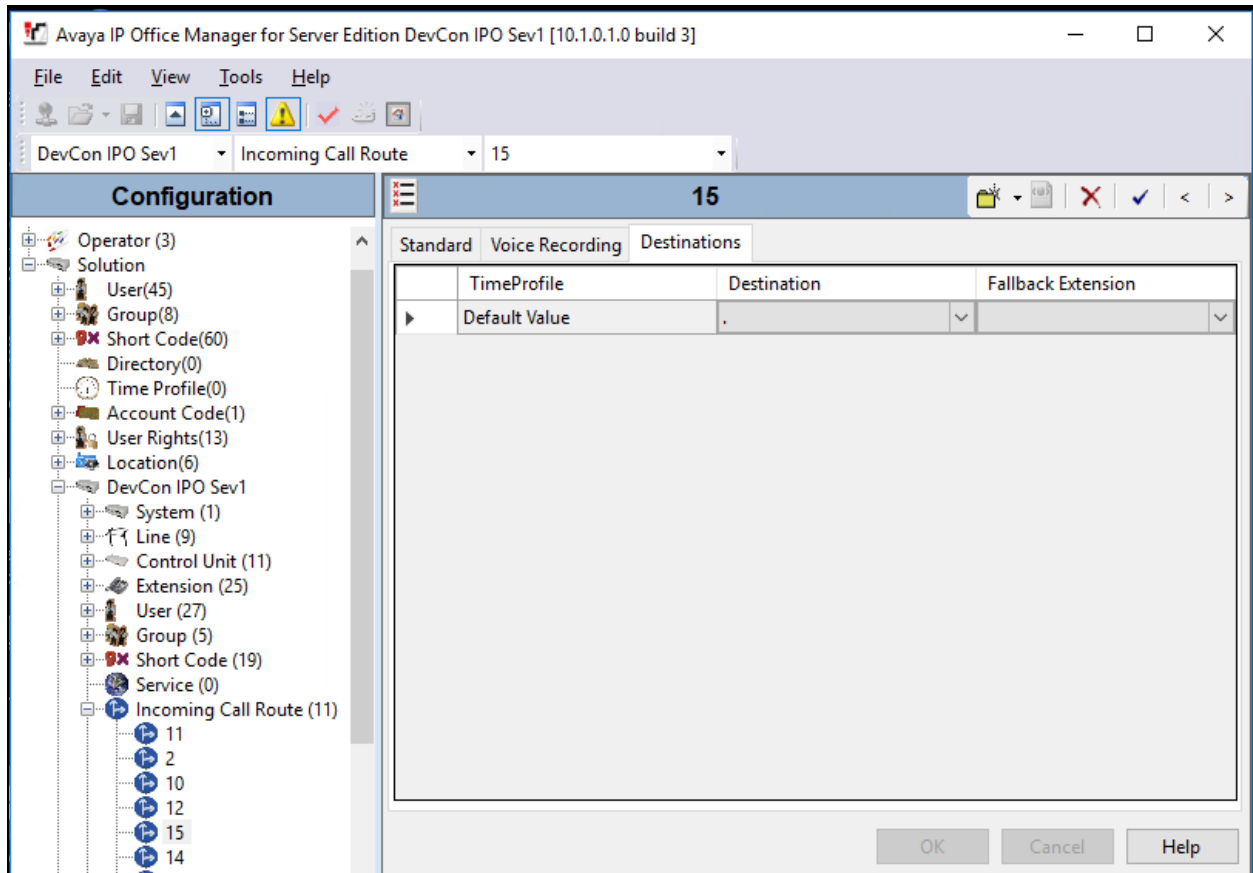 Avaya IP Office Manager for Server Edition DevCon IPO Sev1 [10.1.0.1.0 build 3]
File Edit View Tools Help
DevCon IPO Sev1 Incoming Call Route 15
Configuration
15
Operator (3)
Solution
User(45)
Group(8)
Short Code(60)
Directory(0)
Time Profile(0)
Account Code(1)
User Rights(13)
Location(6)
DevCon IPO Sev1
System (1)
Line (9)
Control Unit (11)
Extension (25)
User (27)
Group (5)
Short Code (19)
Service (0)
Incoming Call Route (11)
11
2
10
12
15
14
Standard Voice Recording Destinations
TimeProfile Destination Fallback Extension
Default Value .
OK Cancel Help